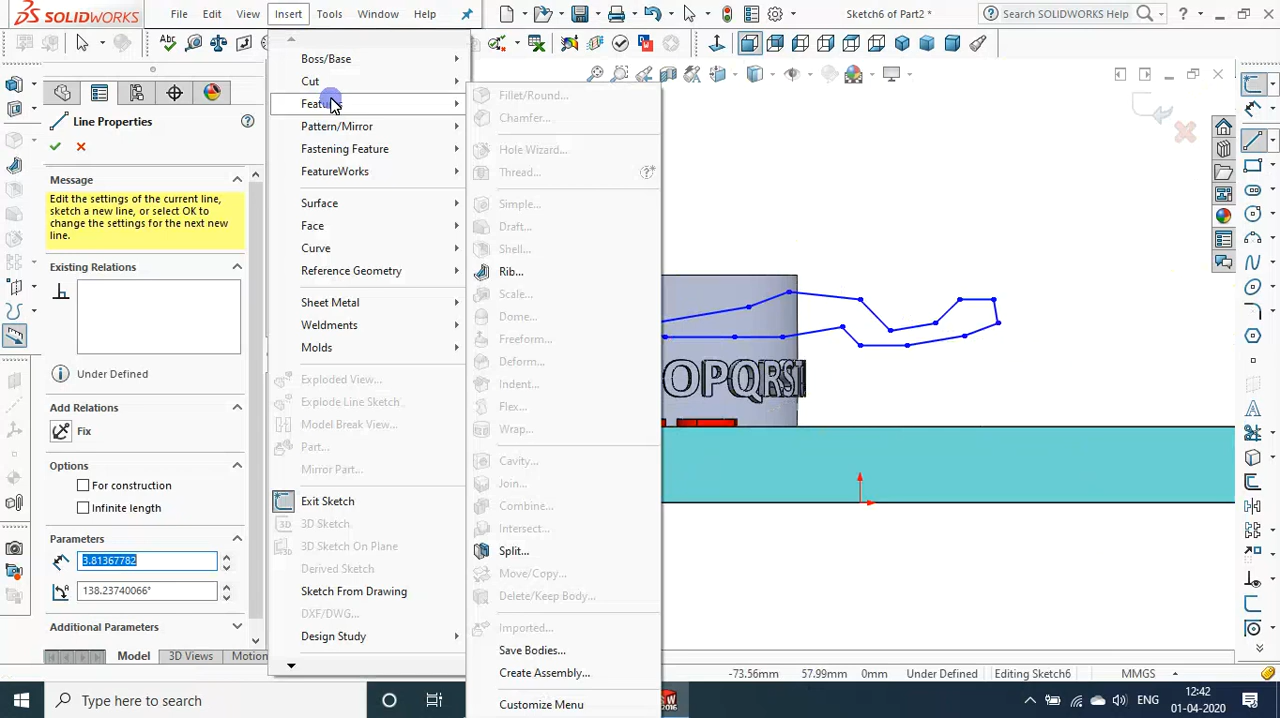 SOLIDWORKS File Edit View Insert Tools Window Help Sketch6 of Part2 * Search SOLIDWORKS Help ?
Line Properties
Message
Edit the settings of the current line,
sketch a new line, or select OK to
change the settings for the next new
line.
Existing Relations
Under Defined
Add Relations
Fix
Options
For construction
Infinite length
Parameters
3.81367782
138.23740066°
Additional Parameters
Model 3D Views Motion
Boss/Base
Cut
Features
Pattern/Mirror
Fastening Feature
FeatureWorks
Surface
Face
Curve
Reference Geometry
Sheet Metal
Weldments
Molds
Exploded View...
Explode Line Sketch
Model Break View...
Part...
Mirror Part...
Exit Sketch
3D Sketch
3D Sketch On Plane
Derived Sketch
Sketch From Drawing
DXF/DWG...
Design Study
Fillet/Round...
Chamfer...
Hole Wizard...
Thread...
Simple...
Draft...
Shell...
Rib...
Scale...
Dome...
Freeform...
Deform...
Indent...
Flex...
Wrap...
Cavity...
Join...
Combine...
Intersect...
Split...
Move/Copy...
Delete/Keep Body...
Imported...
Save Bodies...
Create Assembly...
Customize Menu
OPQRS
-73.56mm 57.99mm 0mm Under Defined Editing Sketch6 MMGS
Type here to search
2016
ENG
12:42
01-04-2020